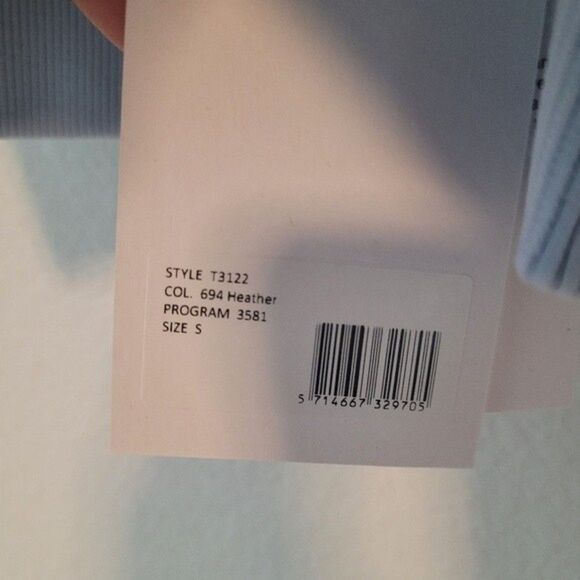 STYLE T3122
COL. 694 Heather
PROGRAM 3581
SIZE S
5 714667 329705